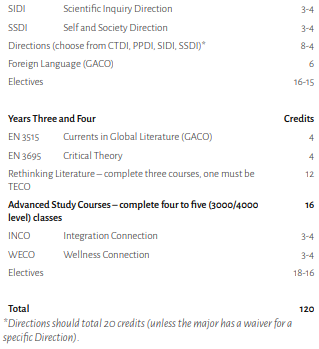 SIDI Scientific Inquiry Direction 3-4
SSDI Self and Society Direction 3-4
Directions (choose from CTDI, PPDI, SIDI, SSDI)* 8-4
Foreign Language (GACO) 6
Electives 16-15
Years Three and Four Credits
EN 3515 Currents in Global Literature (GACO) 4
EN 3695 Critical Theory 4
Rethinking Literature – complete three courses, one must be 12
TECO
Advanced Study Courses – complete four to five (3000/4000 16
level) classes
INCO Integration Connection 3-4
WECO Wellness Connection 3-4
Electives 18-16
Total 120
*Directions should total 20 credits (unless the major has a waiver for a
specific Direction).